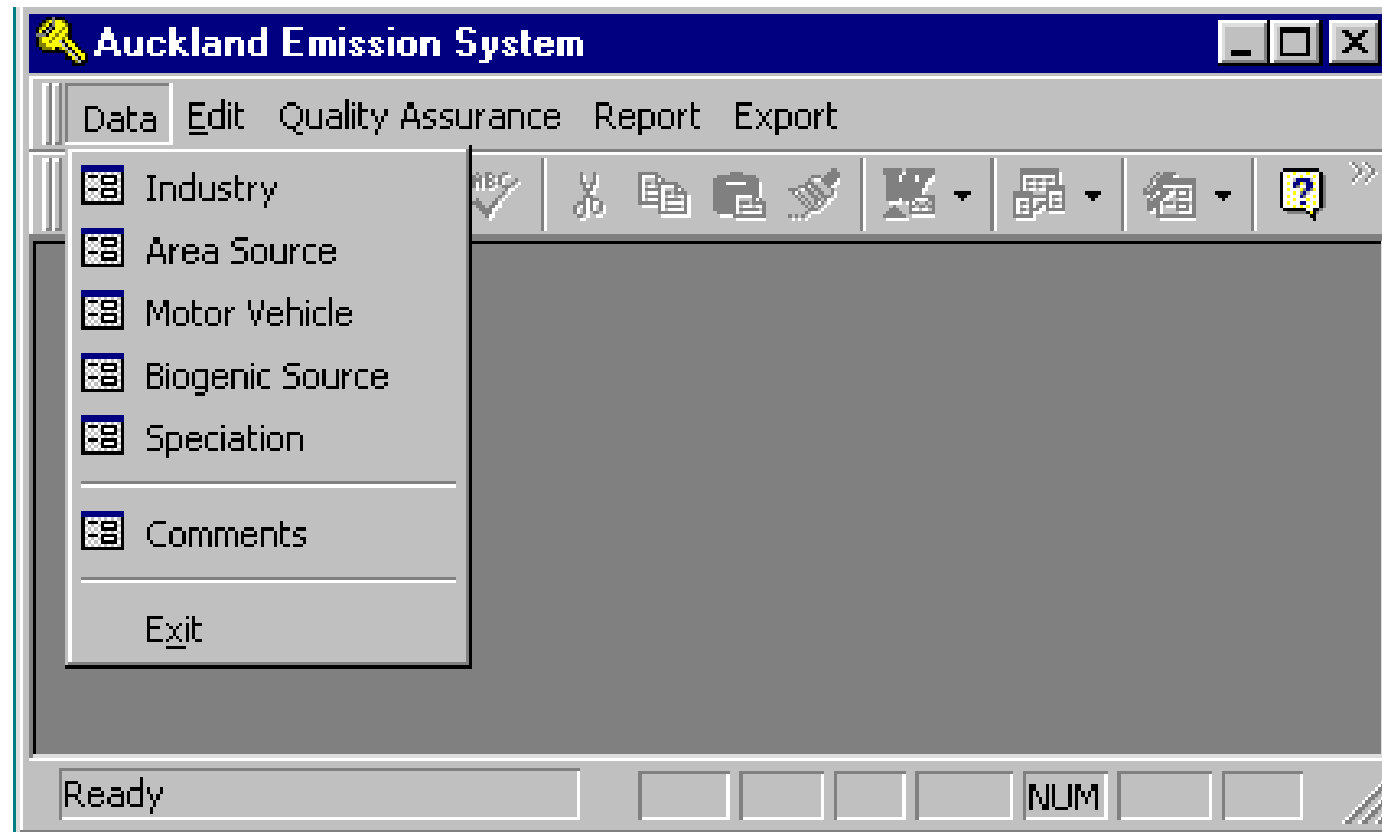 Auckland Emission System
Data Edit Quality Assurance Report Export
ABC
Industry
Area Source
Motor Vehicle
Biogenic Source
Speciation
Comments
Exit
Ready NUM